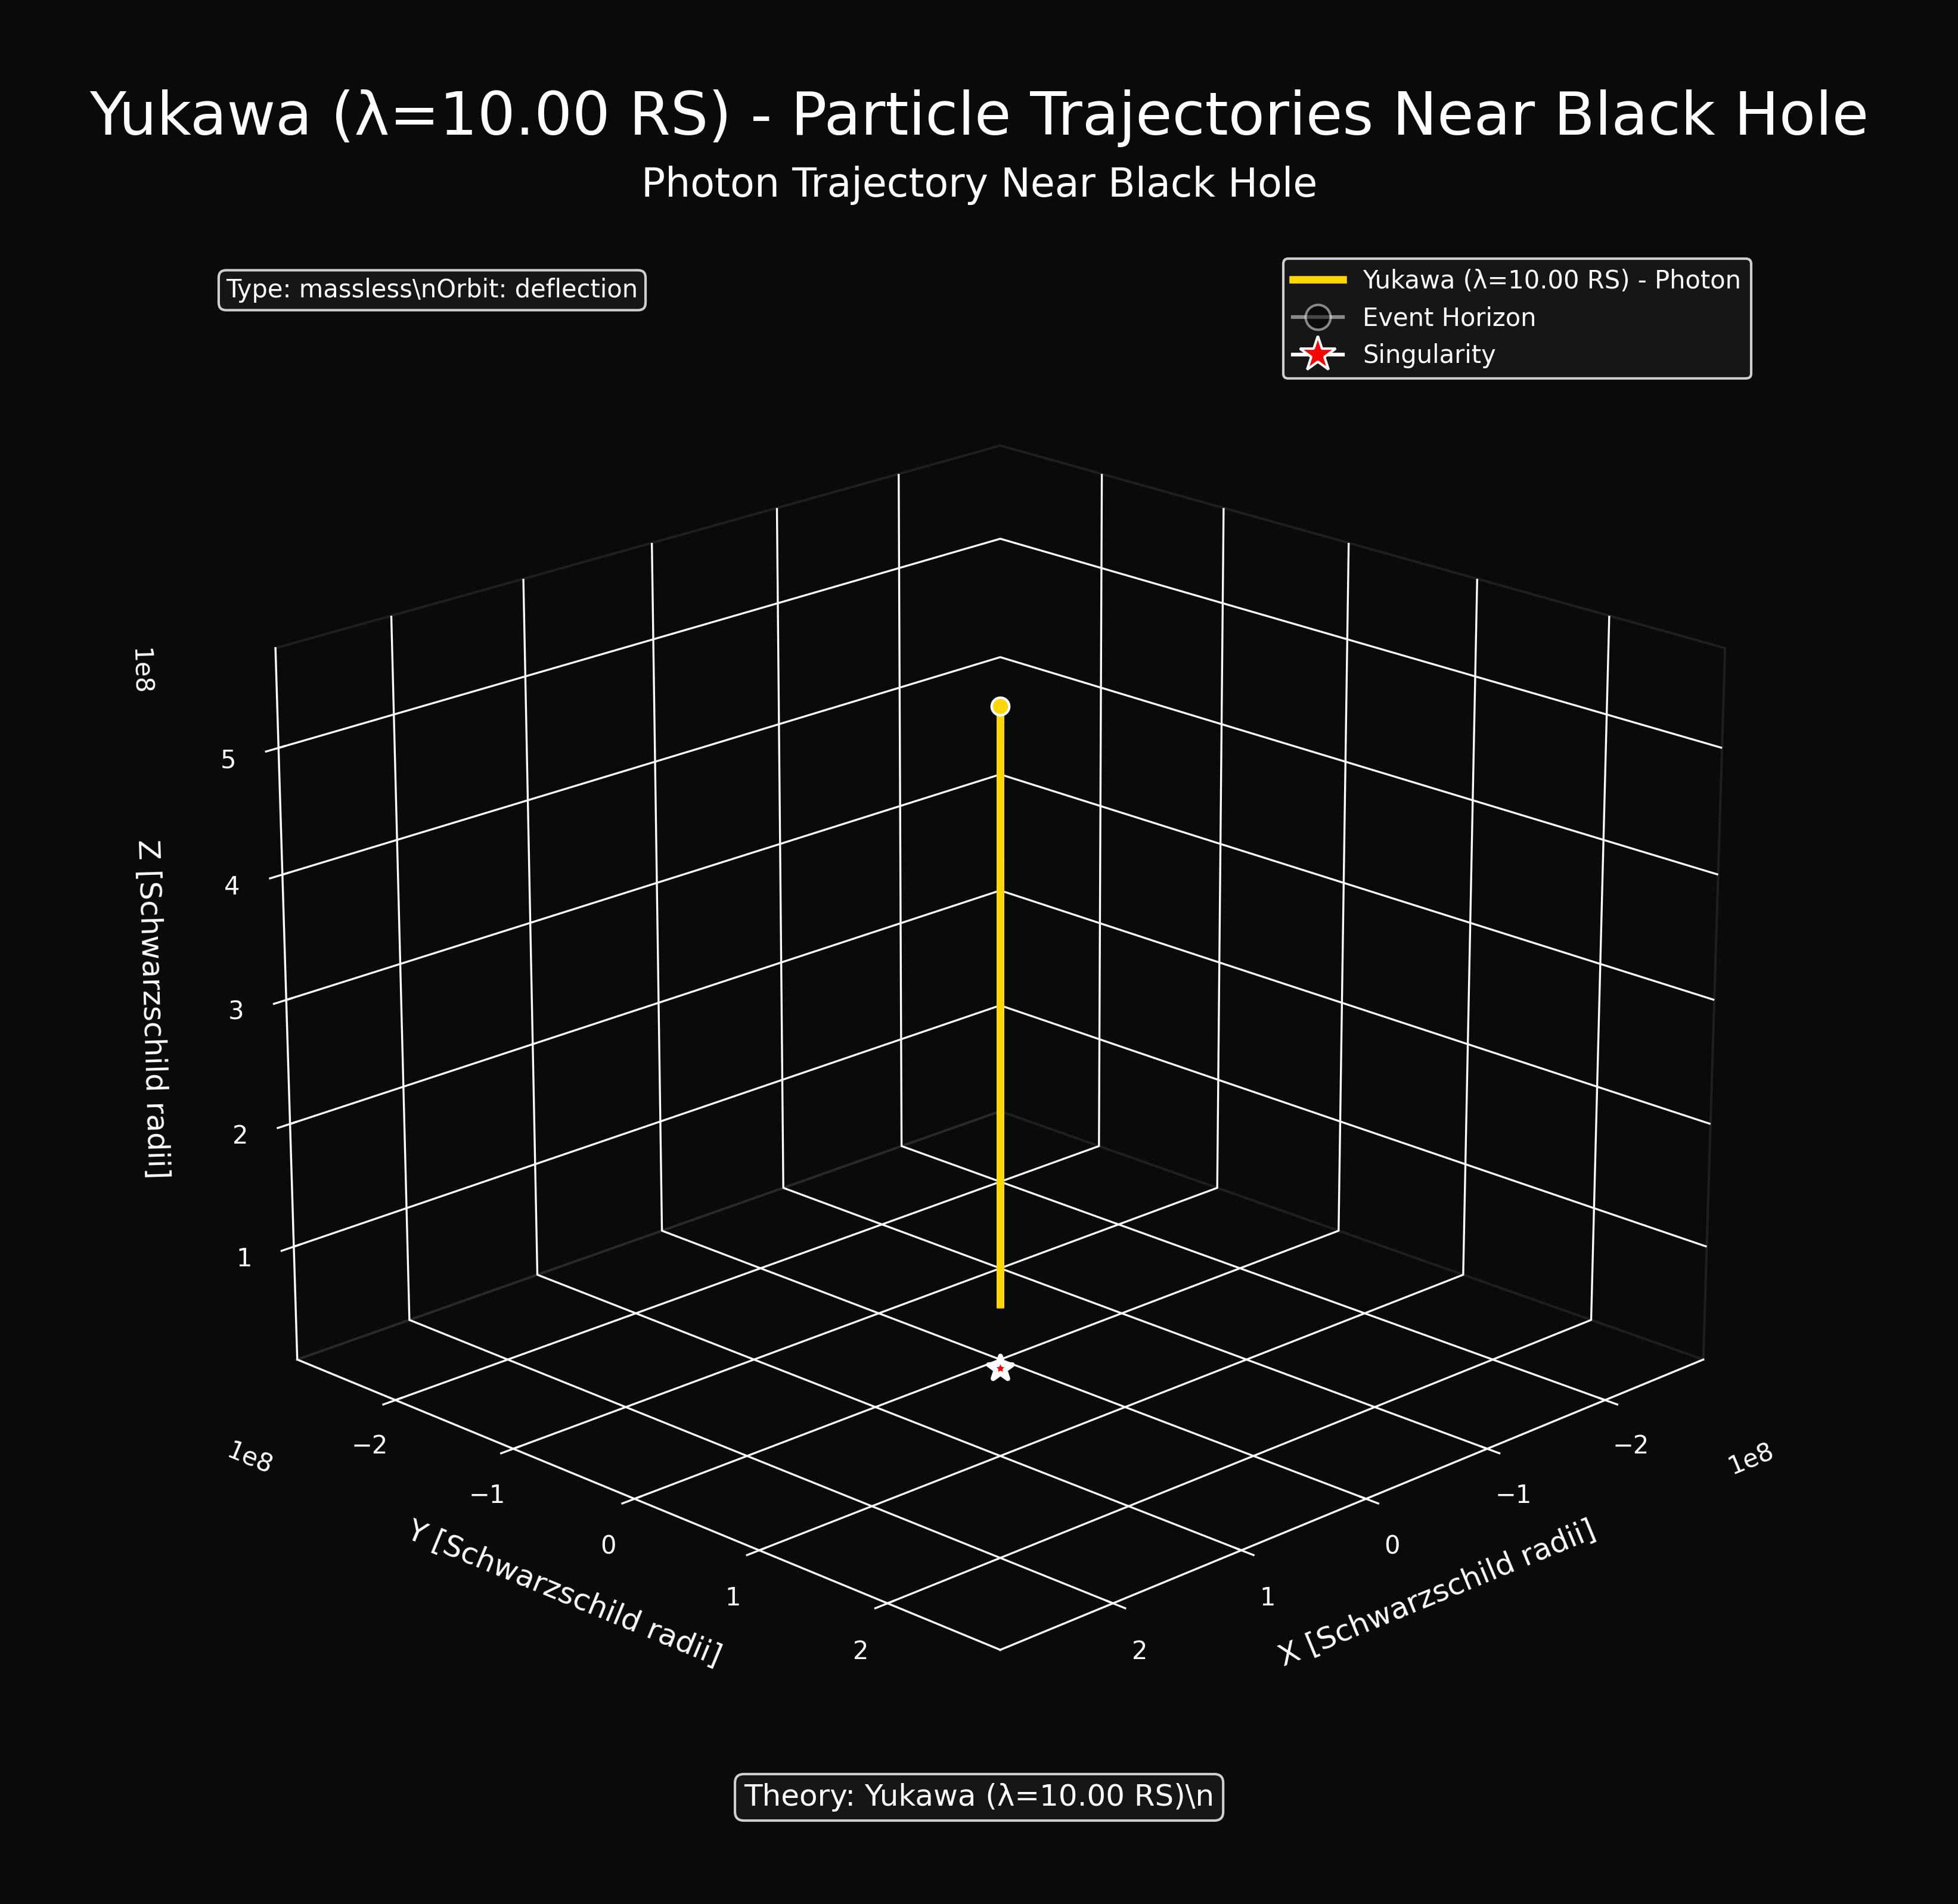 Yukawa (λ=10.00 RS) - Particle Trajectories Near Black Hole
Photon Trajectory Near Black Hole
Type: massless\nOrbit: deflection
Yukawa (λ=10.00 RS) - Photon
Event Horizon
Singularity
1e8
5
4
3
2
1
Z [Schwarzschild radii]
1e8
−2
−1
0
1
2
Y [Schwarzschild radii]
1e8
−2
−1
0
1
2
X [Schwarzschild radii]
Theory: Yukawa (λ=10.00 RS)\n